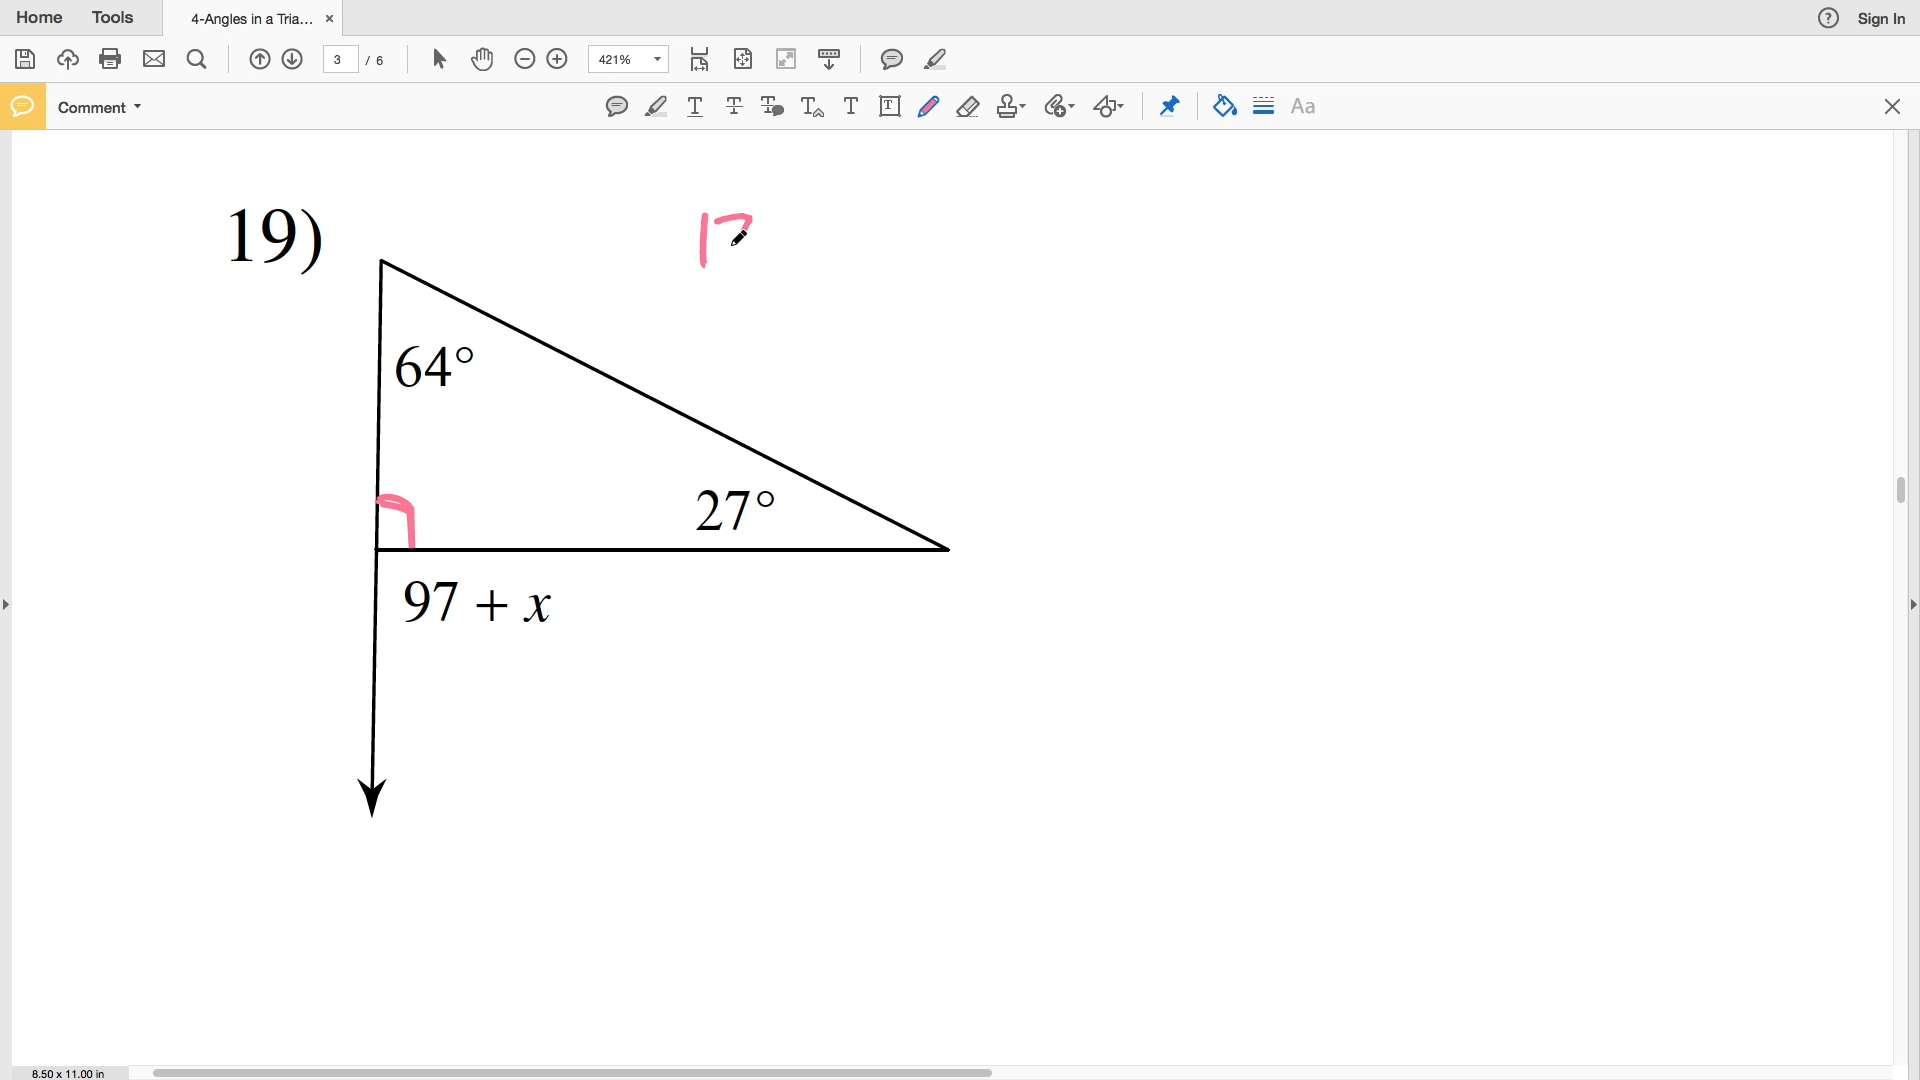 Home Tools 4-Angles in a Tria... × ? Sign In
3 / 6 421%
Comment Aa
19)
64°
27°
97 + x
8.50 x 11.00 in